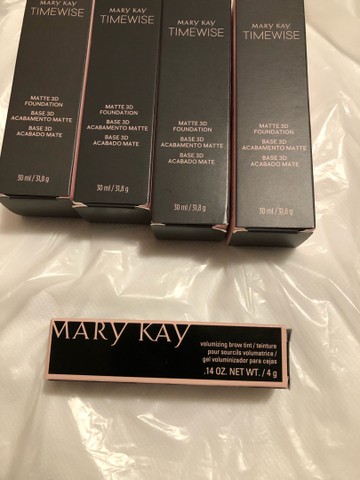 MARY KAY
TIMEWISE
MATTE 3D
FOUNDATION
BASE 3D
ACABAMENTO MATTE
BASE 3D
ACABADO MATE
30 ml / 31,8 g
MARY KAY
TIMEWISE
MATTE 3D
FOUNDATION
BASE 3D
ACABAMENTO MATTE
BASE 3D
ACABADO MATE
30 ml / 31,8 g
MARY KAY
TIMEWISE
MATTE 3D
FOUNDATION
BASE 3D
ACABAMENTO MATTE
BASE 3D
ACABADO MATE
30 ml / 31,8 g
MARY KAY
TIMEWISE
MATTE 3D
FOUNDATION
BASE 3D
ACABAMENTO MATTE
BASE 3D
ACABADO MATE
30 ml / 31,8 g
MARY KAY
volumizing brow tint / teinture
pour sourcils volumatrice /
gel voluminizador para cejas
.14 OZ. NET WT. / 4 g